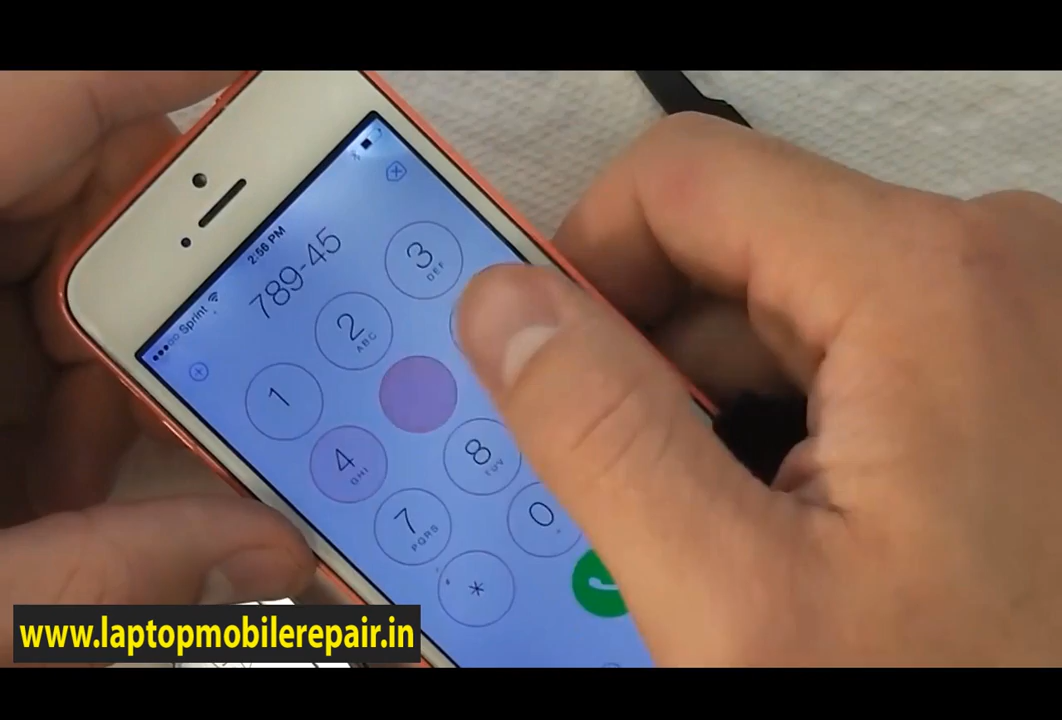 Sprint 2:56 PM
789-45
1
2
ABC
3
DEF
4
GHI
7
PQRS
8
TUV
*
0
www.laptopmobilerepair.in